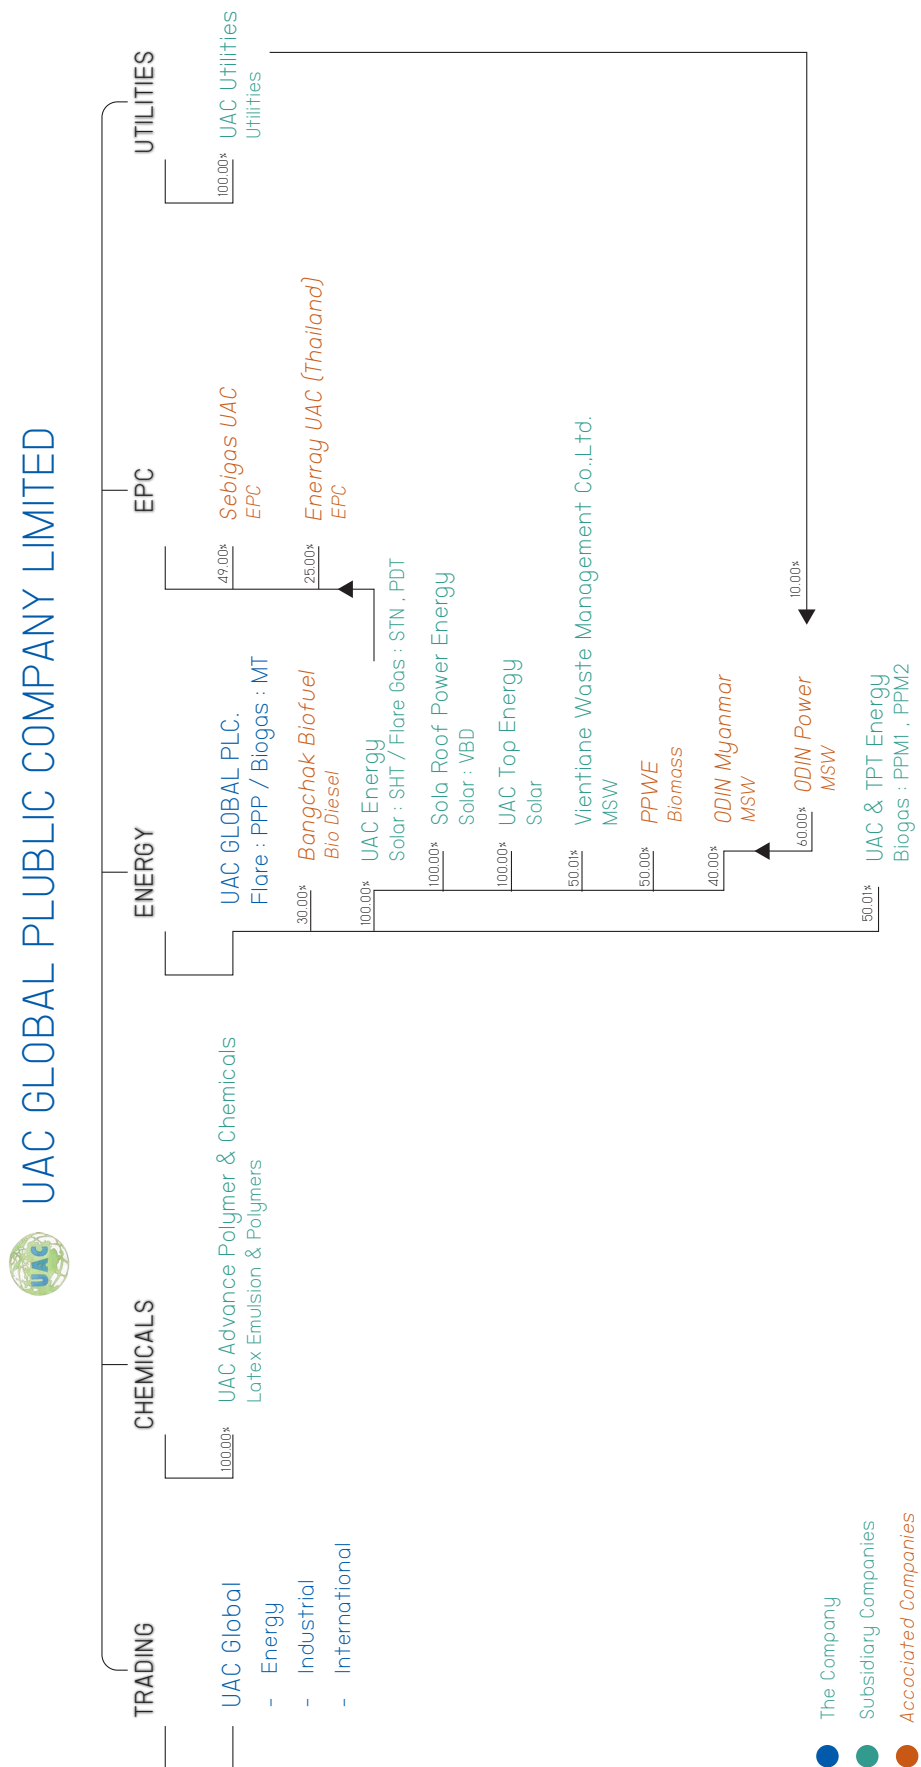 UAC
UAC GLOBAL PLUBLIC COMPANY LIMITED
TRADING
UAC Global
- Energy
- Industrial
- International
CHEMICALS
100.00%
UAC Advance Polymer & Chemicals
Latex Emulsion & Polymers
ENERGY
UAC GLOBAL PLC.
Flare : PPP / Biogas : MT
30.00%
Bangchak Biofuel
Bio Diesel
100.00%
UAC Energy
Solar : SHT / Flare Gas : STN , PDT
100.00%
Sola Roof Power Energy
Solar : VBD
100.00%
UAC Top Energy
Solar
50.01%
Vientiane Waste Management Co.,Ltd.
MSW
50.00%
PPWE
Biomass
40.00%
ODIN Myanmar
MSW
60.00%
ODIN Power
MSW
10.00%
50.01%
UAC & TPT Energy
Biogas : PPM1 , PPM2
EPC
49.00%
Sebigas UAC
EPC
25.00%
Enerray UAC (Thailand)
EPC
UTILITIES
100.00%
UAC Utilities
Utilities
The Company
Subsidiary Companies
Accociated Companies